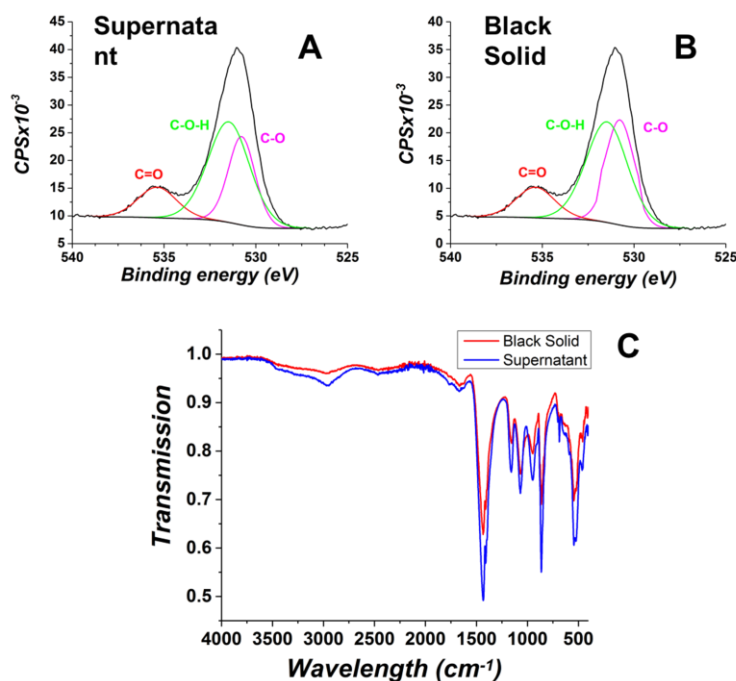 Supernata
nt
A
45
40
35
30
25
20
15
10
5
CPSx10⁻³
C-O-H
C-O
C=O
540
535
530
525
Binding energy (eV)
Black
Solid
B
45
40
35
30
25
20
15
10
5
0
CPSx10⁻³
C-O-H
C-O
C=O
540
535
530
525
Binding energy (eV)
C
Black Solid
Supernatant
1.0
0.9
0.8
0.7
0.6
0.5
Transmission
4000
3500
3000
2500
2000
1500
1000
500
Wavelength (cm⁻¹)